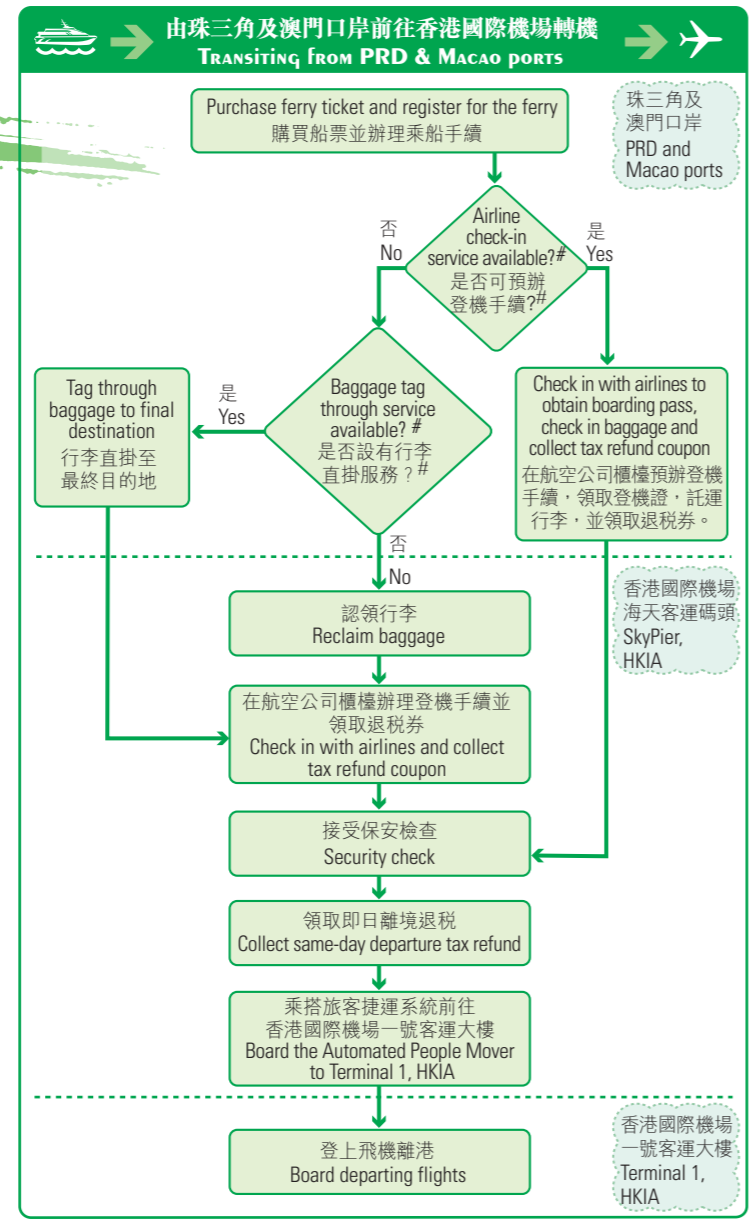 由珠三角及澳門口岸前往香港國際機場轉機
Transiting from PRD & Macao ports
Purchase ferry ticket and register for the ferry
購買船票並辦理乘船手續
珠三角及
澳門口岸
PRD and
Macao ports
Airline
check-in
service available?#
是否可預辦
登機手續?#
否
No
是
Yes
Tag through
baggage to final
destination
行李直掛至
最終目的地
是
Yes
Baggage tag
through service
available? #
是否設有行李
直掛服務？#
Check in with airlines to
obtain boarding pass,
check in baggage and
collect tax refund coupon
在航空公司櫃檯預辦登機
手續，領取登機證，託運
行李，並領取退税券。
否
No
香港國際機場
海天客運碼頭
SkyPier,
HKIA
認領行李
Reclaim baggage
在航空公司櫃檯辦理登機手續並
領取退税券
Check in with airlines and collect
tax refund coupon
接受保安檢查
Security check
領取即日離境退税
Collect same-day departure tax refund
乘搭旅客捷運系統前往
香港國際機場一號客運大樓
Board the Automated People Mover
to Terminal 1, HKIA
香港國際機場
一號客運大樓
Terminal 1,
HKIA
登上飛機離港
Board departing flights